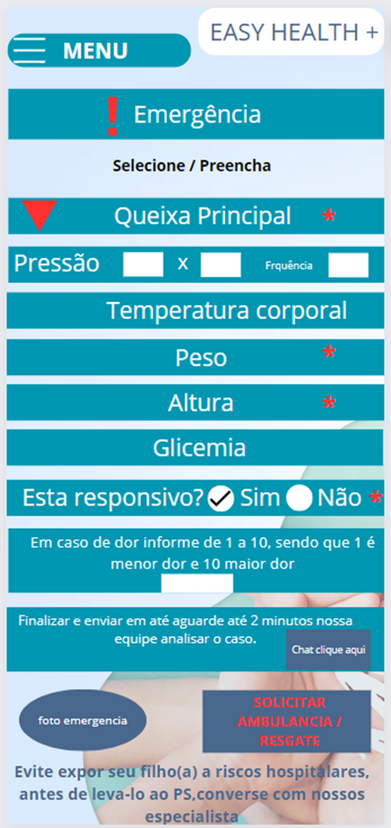 EASY HEALTH +
MENU
! Emergência
Selecione / Preencha
Queixa Principal *
Pressão X Frquência
Temperatura corporal
Peso *
Altura *
Glicemia
Esta responsivo? Sim Não *
Em caso de dor informe de 1 a 10, sendo que 1 é
menor dor e 10 maior dor
Finalizar e enviar em até aguarde até 2 minutos nossa
equipe analisar o caso.
Chat clique aqui
foto emergencia
SOLICITAR
AMBULANCIA /
RESGATE
Evite expor seu filho(a) a riscos hospitálares,
antes de leva-lo ao PS,converse com nossos
especialista